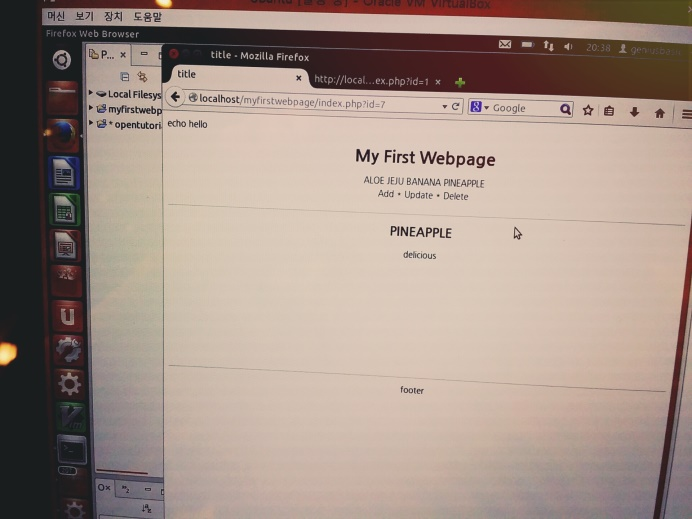 Oracle VM VirtualBox
머신 보기 장치 도움말
Firefox Web Browser
20:38
P...
title - Mozilla Firefox
title
http://local...ex.php?id=1
localhost/myfirstwebpage/index.php?id=7
Google
Local Filesys
myfirstwebp
* opentutori
echo hello
My First Webpage
ALOE JEJU BANANA PINEAPPLE
Add • Update • Delete
PINEAPPLE
delicious
footer